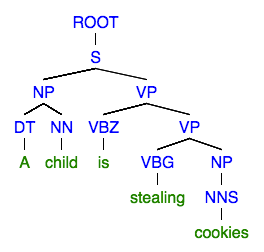 ROOT
S
NP VP
DT NN VBZ VP
A child is VBG NP
stealing NNS
cookies